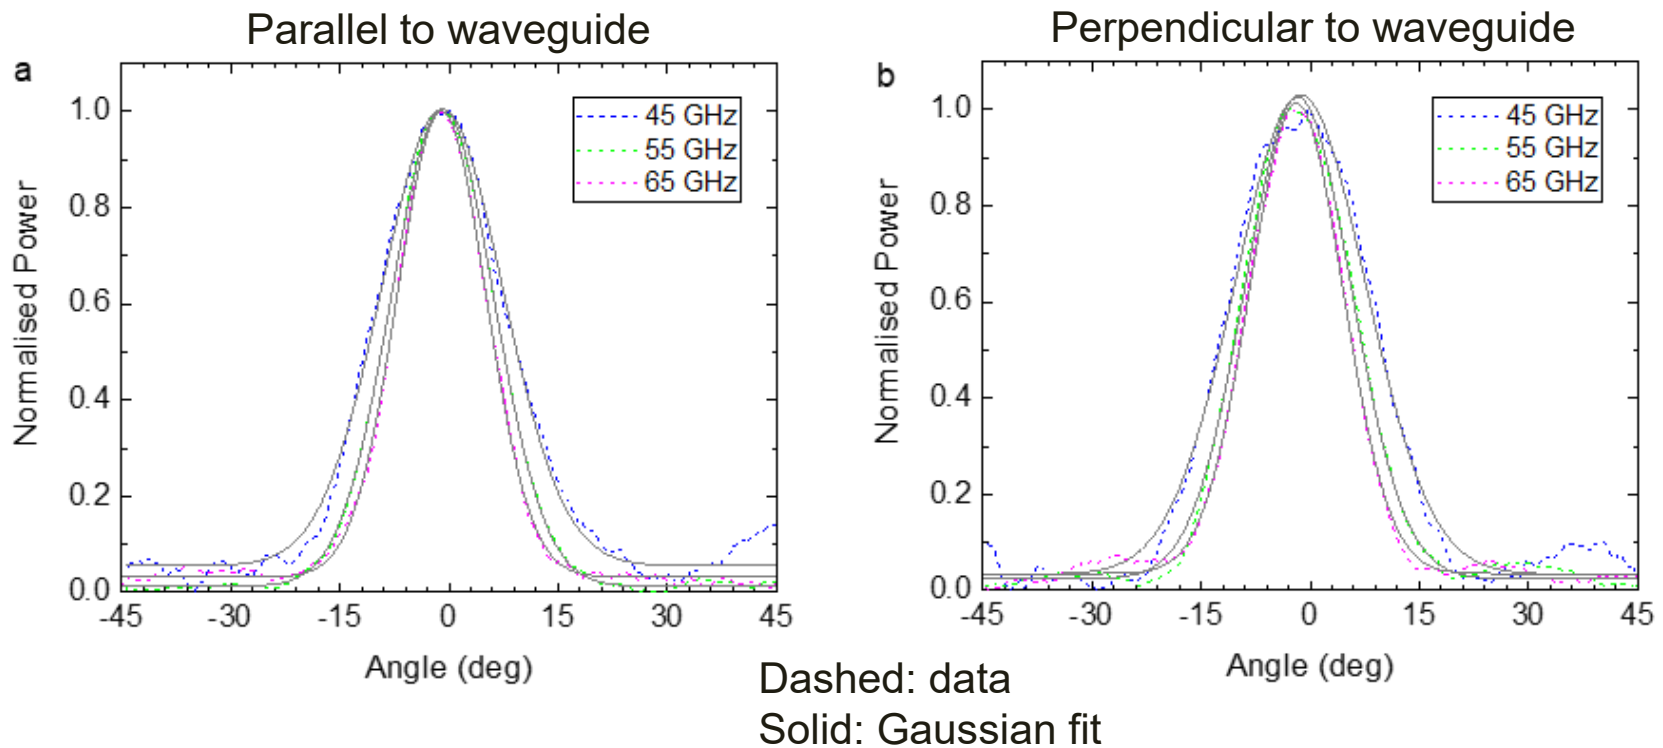 Parallel to waveguide
Perpendicular to waveguide
a
45 GHz
55 GHz
65 GHz
1.0
0.8
0.6
0.4
0.2
0.0
Normalised Power
-45 -30 -15 0 15 30 45
Angle (deg)
b
45 GHz
55 GHz
65 GHz
1.0
0.8
0.6
0.4
0.2
0.0
Normalised Power
-45 -30 -15 0 15 30 45
Angle (deg)
Dashed: data
Solid: Gaussian fit